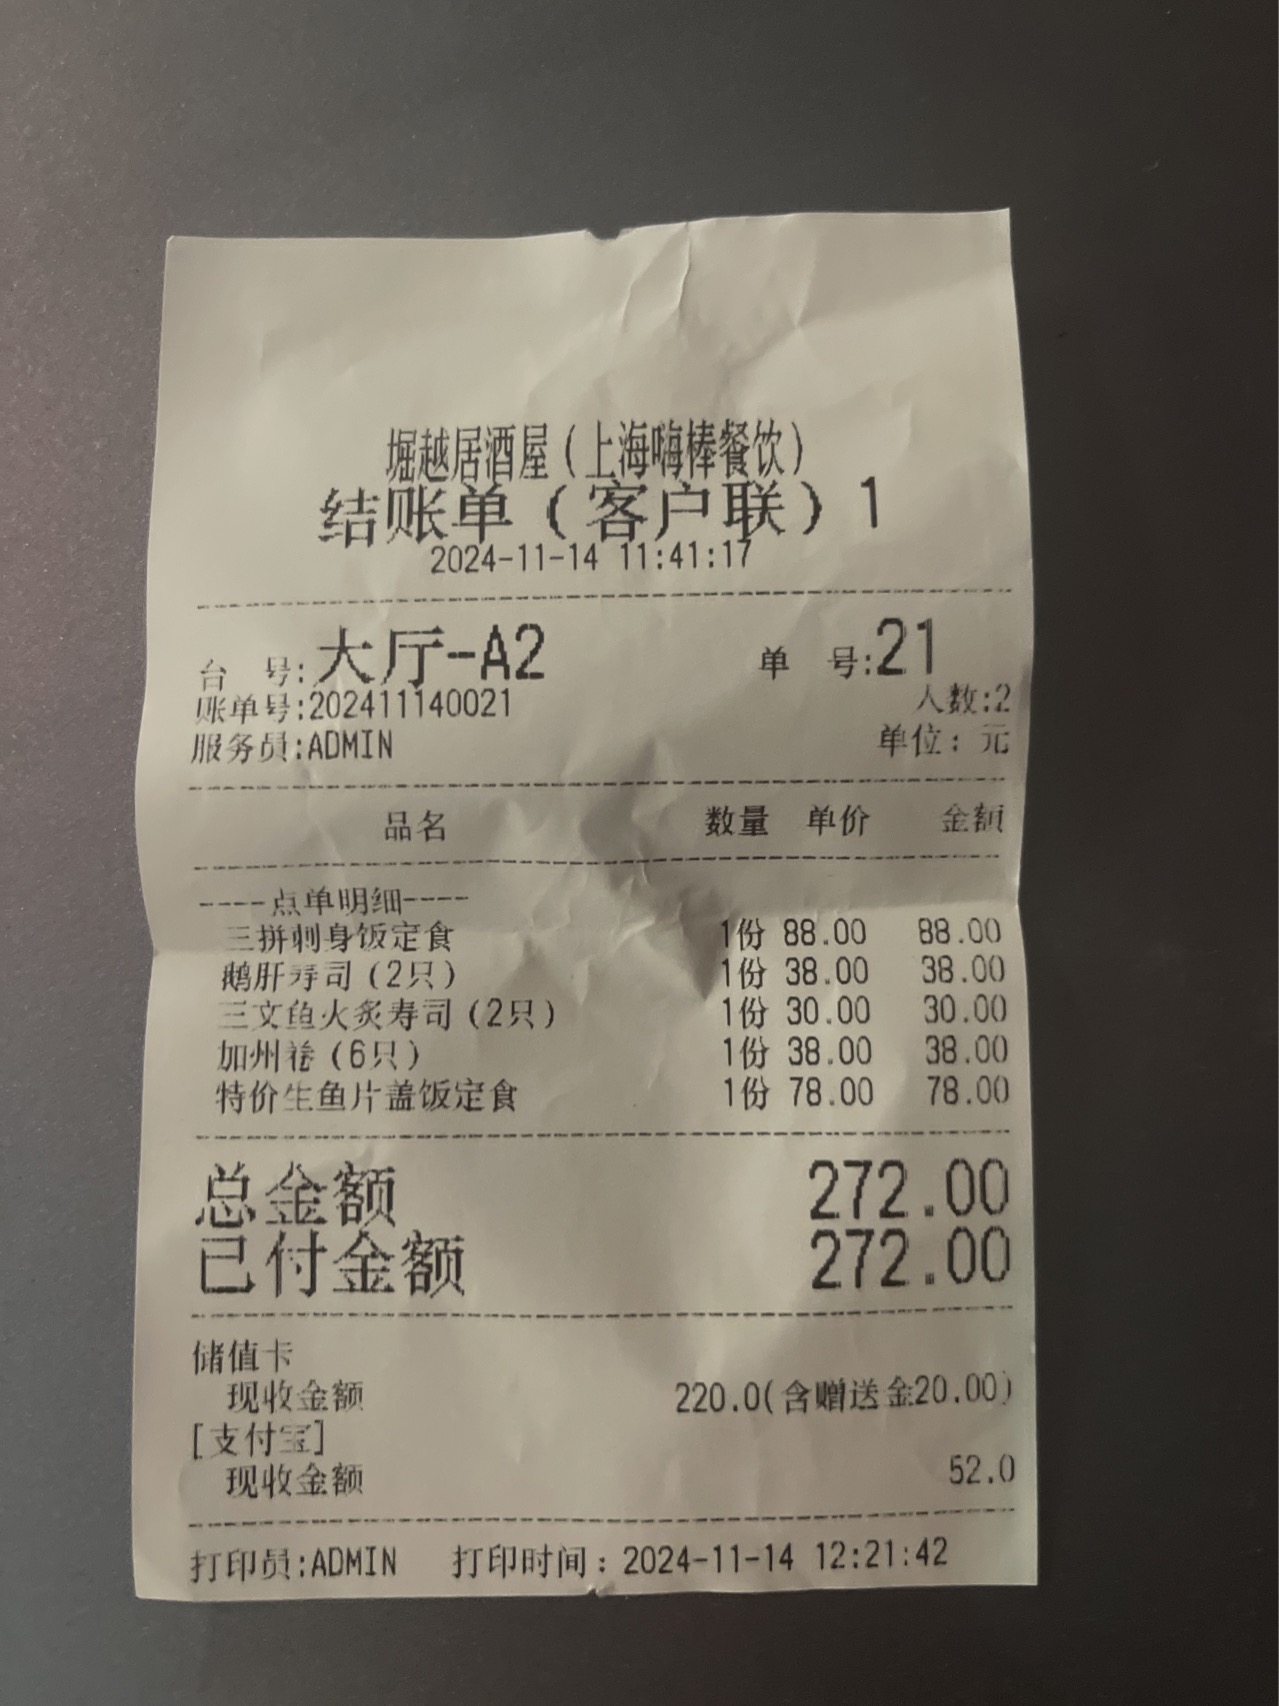 堀越居酒屋(上海嗨棒餐饮)
结账单(客户联)1
2024-11-14 11:41:17
台 号:大厅-A2 单 号:21
账单号:202411140021 人数:2
服务员:ADMIN 单位: 元
品名 数量 单价 金额
----点单明细----
三拼刺身饭定食 1份 88.00 88.00
鹅肝寿司(2只) 1份 38.00 38.00
三文鱼火炙寿司(2只) 1份 30.00 30.00
加州卷(6只) 1份 38.00 38.00
特价生鱼片盖饭定食 1份 78.00 78.00
总金额 272.00
已付金额 272.00
储值卡
现收金额 220.0(含赠送金20.00)
[支付宝]
现收金额 52.0
打印员:ADMIN 打印时间: 2024-11-14 12:21:42